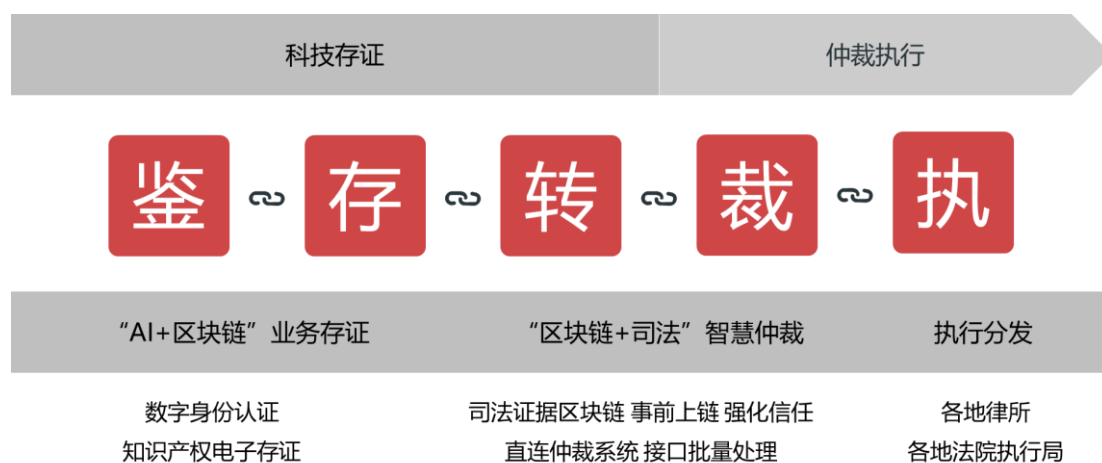 科技存证 仲裁执行
鉴 存 转 裁 执
“AI+区块链”业务存证 “区块链+司法”智慧仲裁 执行分发
数字身份认证 司法证据区块链 事前上链 强化信任 各地律所
知识产权电子存证 直连仲裁系统 接口批量处理 各地法院执行局